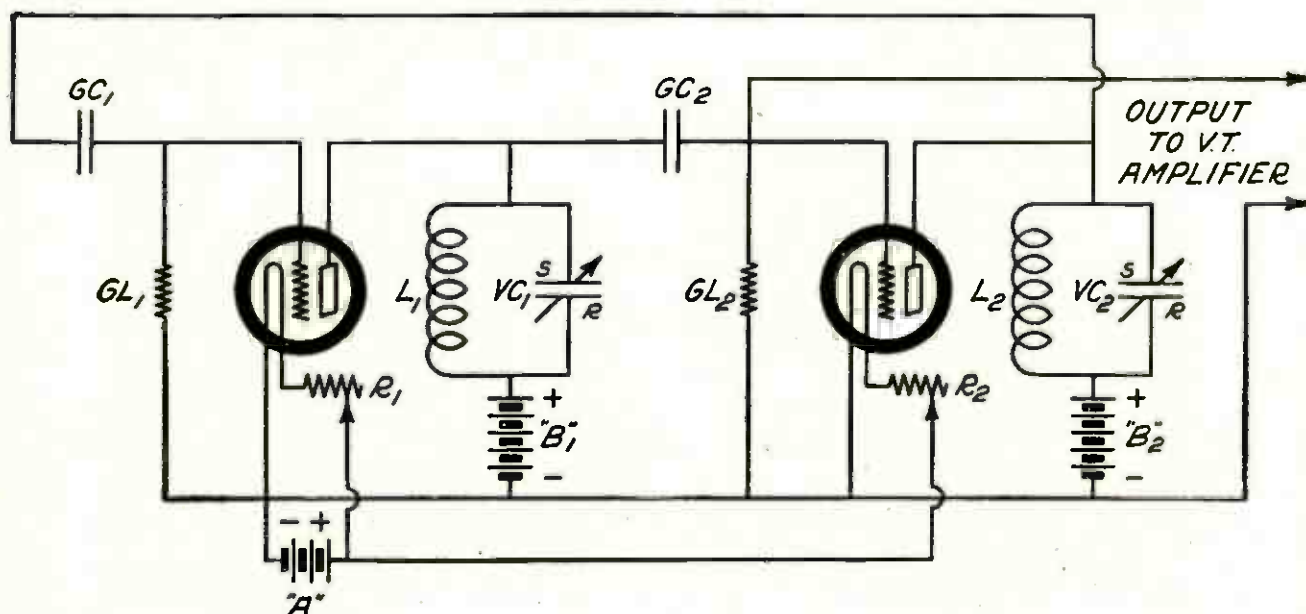 GC1
GC2
OUTPUT
TO V.T.
AMPLIFIER
GL1
L1
S
VC1
R
GL2
L2
S
VC2
R
R1
+
"B1"
-
R2
+
"B2"
-
- +
"A"